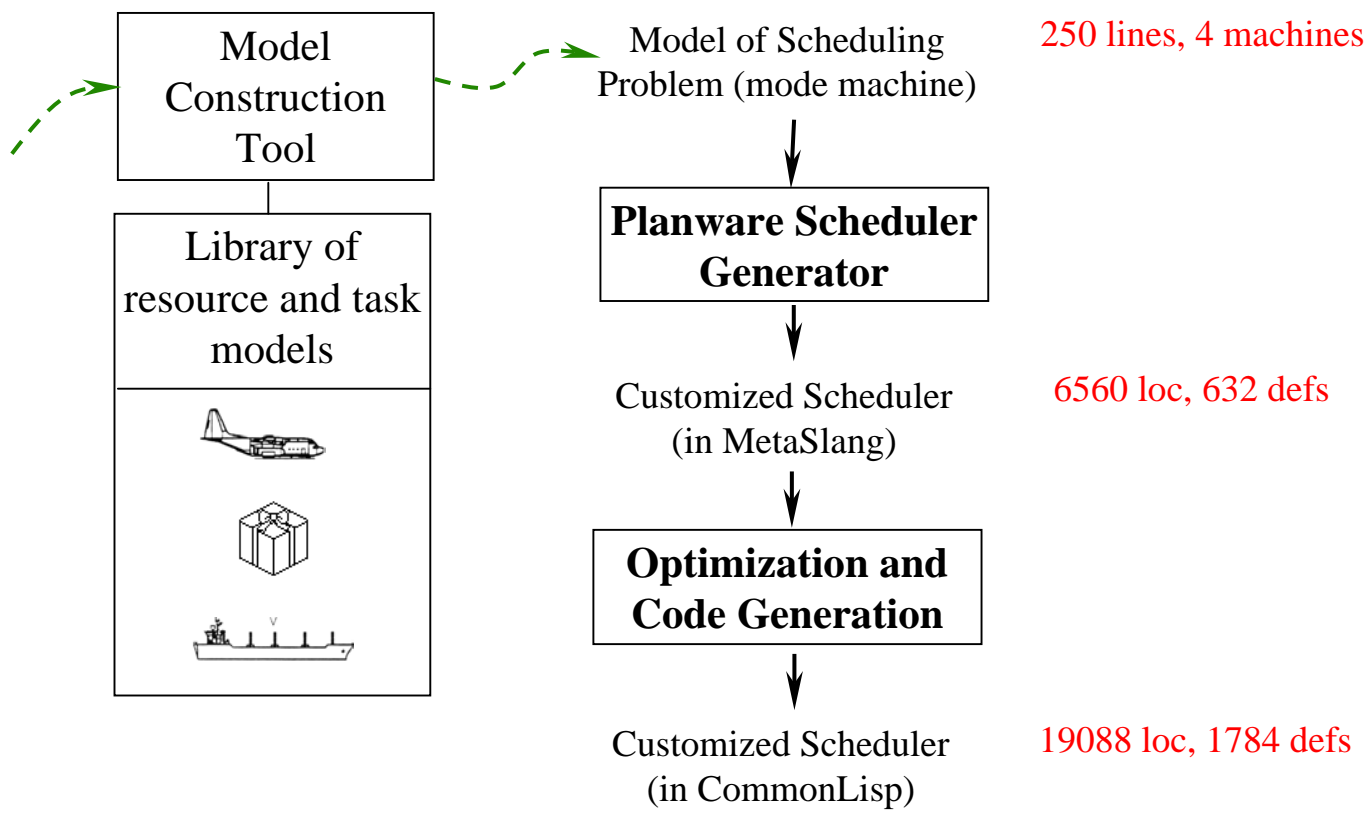 Model
Construction
Tool
Library of
resource and task
models
Model of Scheduling
Problem (mode machine)
250 lines, 4 machines
Planware Scheduler
Generator
Customized Scheduler
(in MetaSlang)
6560 loc, 632 defs
Optimization and
Code Generation
Customized Scheduler
(in CommonLisp)
19088 loc, 1784 defs